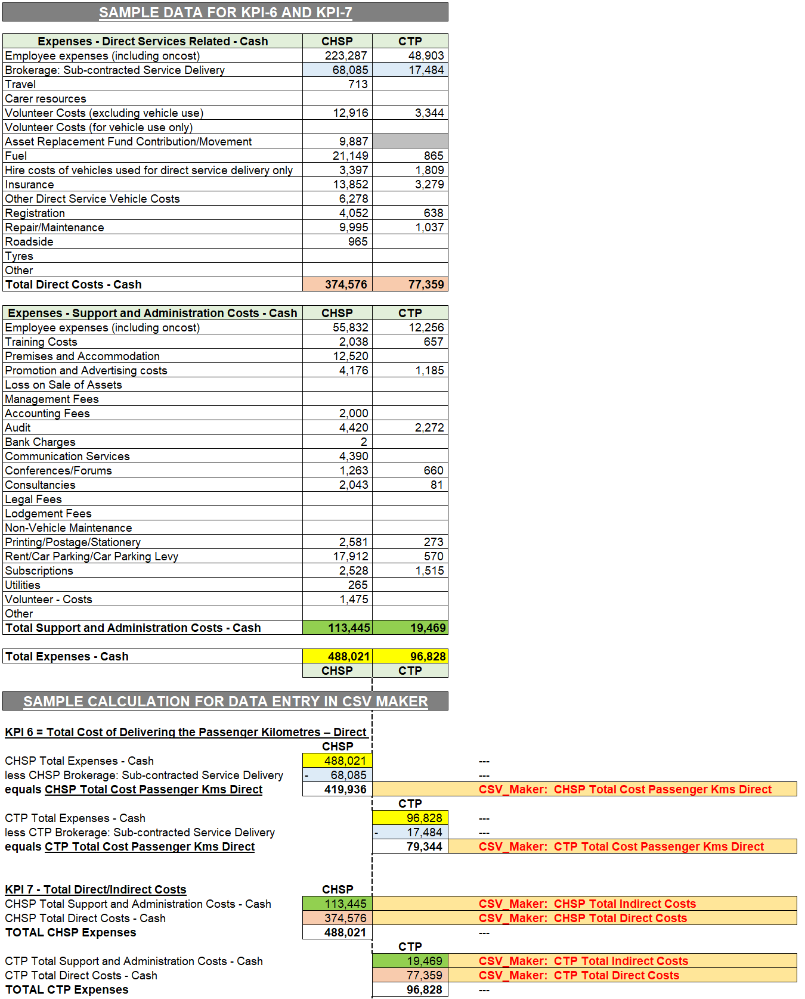 SAMPLE DATA FOR KPI-6 AND KPI-7
Expenses - Direct Services Related - Cash CHSP CTP
Employee expenses (including oncost) 223,287 48,903
Brokerage: Sub-contracted Service Delivery 68,085 17,484
Travel 713
Carer resources
Volunteer Costs (excluding vehicle use) 12,916 3,344
Volunteer Costs (for vehicle use only)
Asset Replacement Fund Contribution/Movement 9,887
Fuel 21,149 865
Hire costs of vehicles used for direct service delivery only 3,397 1,809
Insurance 13,852 3,279
Other Direct Service Vehicle Costs 6,278
Registration 4,052 638
Repair/Maintenance 9,995 1,037
Roadside 965
Tyres
Other
Total Direct Costs - Cash 374,576 77,359
Expenses - Support and Administration Costs - Cash CHSP CTP
Employee expenses (including oncost) 55,832 12,256
Training Costs 2,038 657
Premises and Accommodation 12,520
Promotion and Advertising costs 4,176 1,185
Loss on Sale of Assets
Management Fees
Accounting Fees 2,000
Audit 4,420 2,272
Bank Charges 2
Communication Services 4,390
Conferences/Forums 1,263 660
Consultancies 2,043 81
Legal Fees
Lodgement Fees
Non-Vehicle Maintenance
Printing/Postage/Stationery 2,581 273
Rent/Car Parking/Car Parking Levy 17,912 570
Subscriptions 2,528 1,515
Utilities 265
Volunteer - Costs 1,475
Other
Total Support and Administration Costs - Cash 113,445 19,469
Total Expenses - Cash 488,021 96,828
CHSP CTP
SAMPLE CALCULATION FOR DATA ENTRY IN CSV MAKER
KPI 6 = Total Cost of Delivering the Passenger Kilometres – Direct
CHSP
CHSP Total Expenses - Cash 488,021 ---
less CHSP Brokerage: Sub-contracted Service Delivery - 68,085 ---
equals CHSP Total Cost Passenger Kms Direct 419,936 CSV_Maker: CHSP Total Cost Passenger Kms Direct
CTP
CTP Total Expenses - Cash 96,828 ---
less CTP Brokerage: Sub-contracted Service Delivery - 17,484 ---
equals CTP Total Cost Passenger Kms Direct 79,344 CSV_Maker: CTP Total Cost Passenger Kms Direct
KPI 7 - Total Direct/Indirect Costs CHSP
CHSP Total Support and Administration Costs - Cash 113,445 CSV_Maker: CHSP Total Indirect Costs
CHSP Total Direct Costs - Cash 374,576 CSV_Maker: CHSP Total Direct Costs
TOTAL CHSP Expenses 488,021 ---
CTP
CTP Total Support and Administration Costs - Cash 19,469 CSV_Maker: CTP Total Indirect Costs
CTP Total Direct Costs - Cash 77,359 CSV_Maker: CTP Total Direct Costs
TOTAL CTP Expenses 96,828 ---